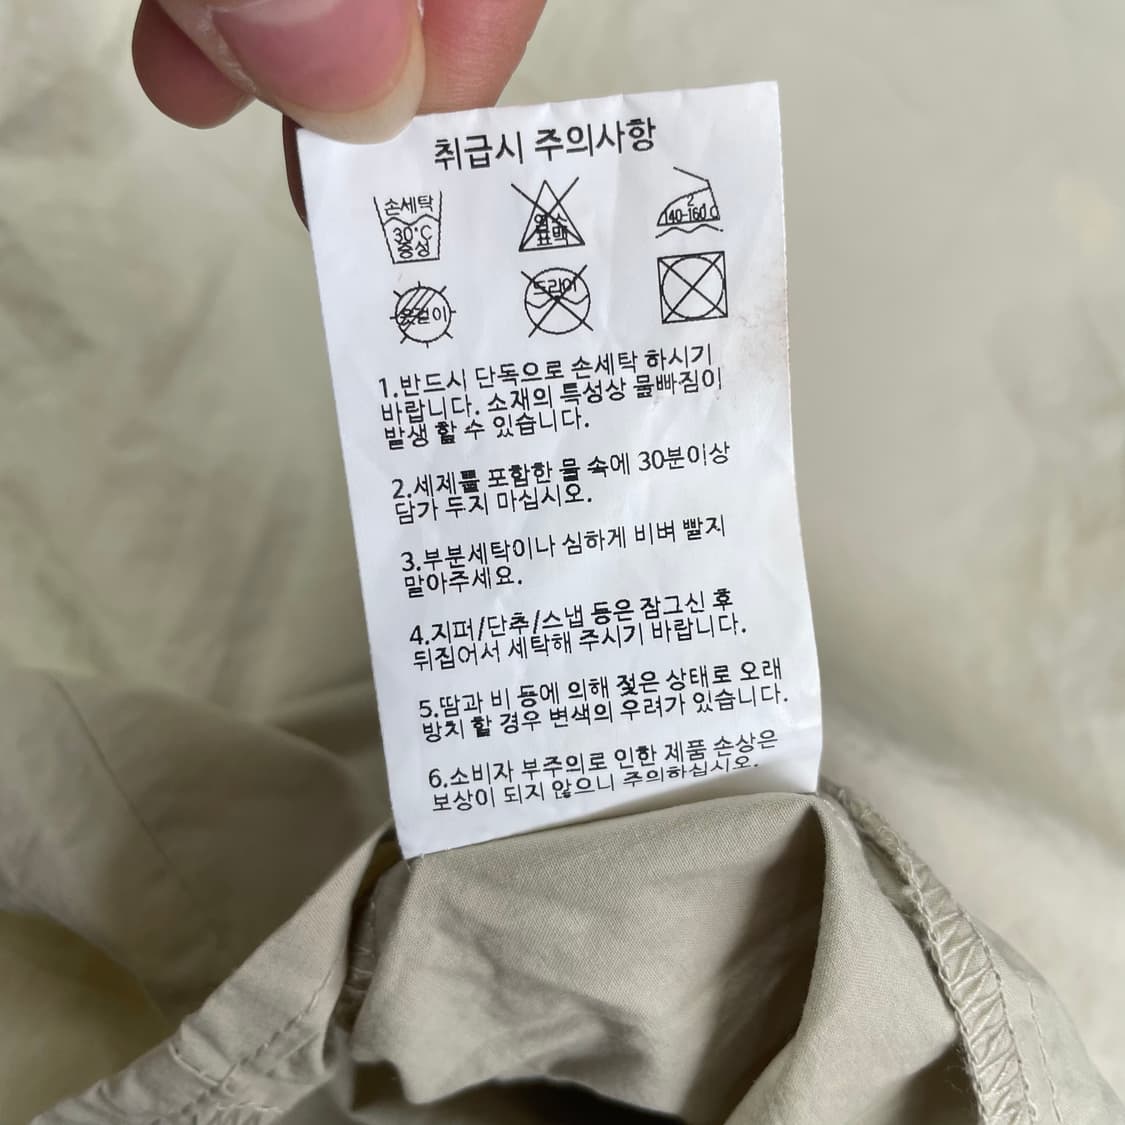 취급시 주의사항
손세탁
30°C
중성
염소
표백
2
140-160 C
옷걸이
드라이
1.반드시 단독으로 손세탁 하시기
바랍니다. 소재의 특성상 물빠짐이
발생 할 수 있습니다.
2.세제를 포함한 물 속에 30분이상
담가 두지 마십시오.
3.부분세탁이나 심하게 비벼 빨지
말아주세요.
4.지퍼/단추/스냅 등은 잠그신 후
뒤집어서 세탁해 주시기 바랍니다.
5.땀과 비 등에 의해 젖은 상태로 오래
방치 할 경우 변색의 우려가 있습니다.
6.소비자 부주의로 인한 제품 손상은
보상이 되지 않으니 주의하십시오.